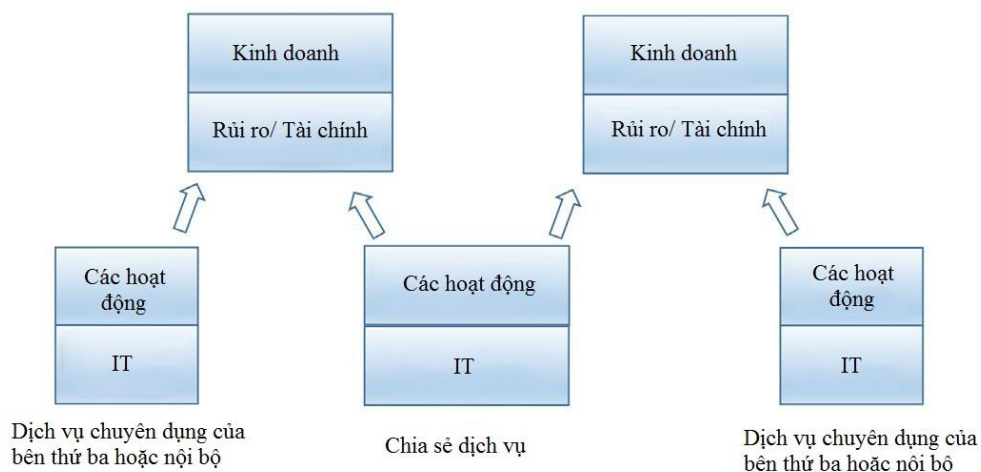 Kinh doanh
Rủi ro/ Tài chính
Kinh doanh
Rủi ro/ Tài chính
Các hoạt
động
IT
Các hoạt động
IT
Các hoạt
động
IT
Dịch vụ chuyên dụng của
bên thứ ba hoặc nội bộ
Chia sẻ dịch vụ
Dịch vụ chuyên dụng của
bên thứ ba hoặc nội bộ